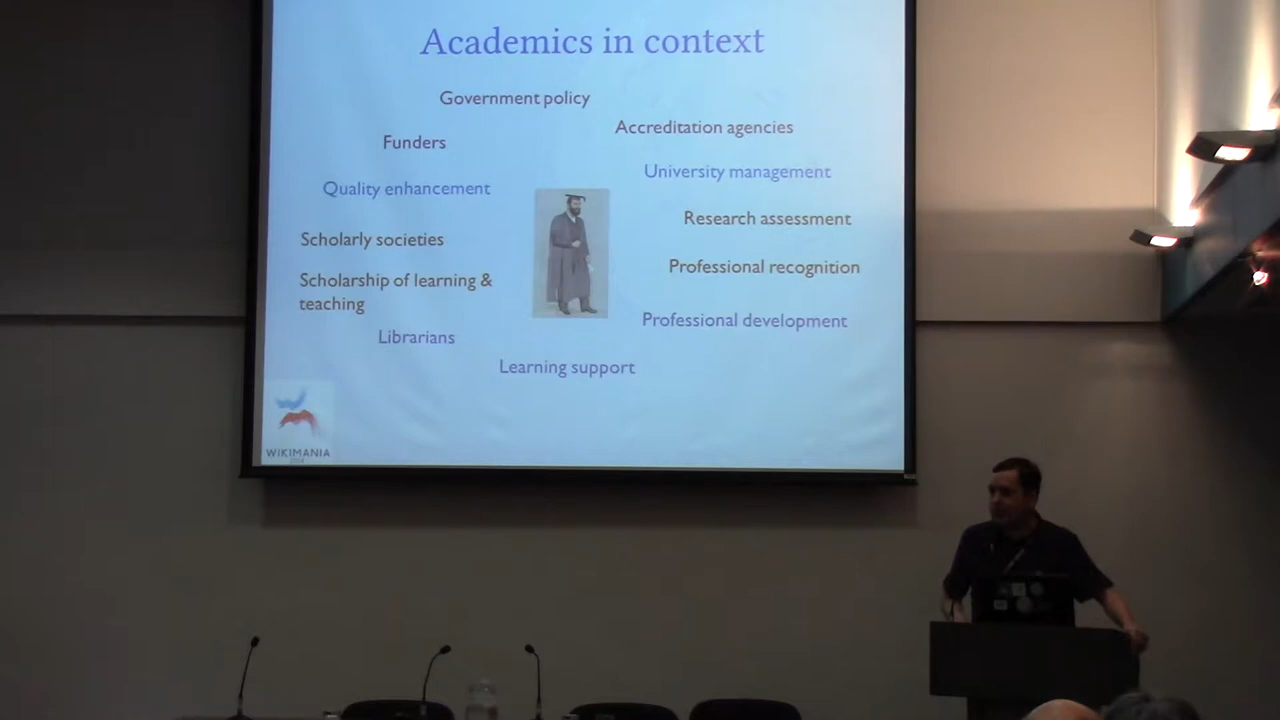 Academics in context
Government policy
Accreditation agencies
Funders
University management
Quality enhancement
Research assessment
Scholarly societies
Professional recognition
Scholarship of learning &
teaching
Professional development
Librarians
Learning support
WIKIMANIA